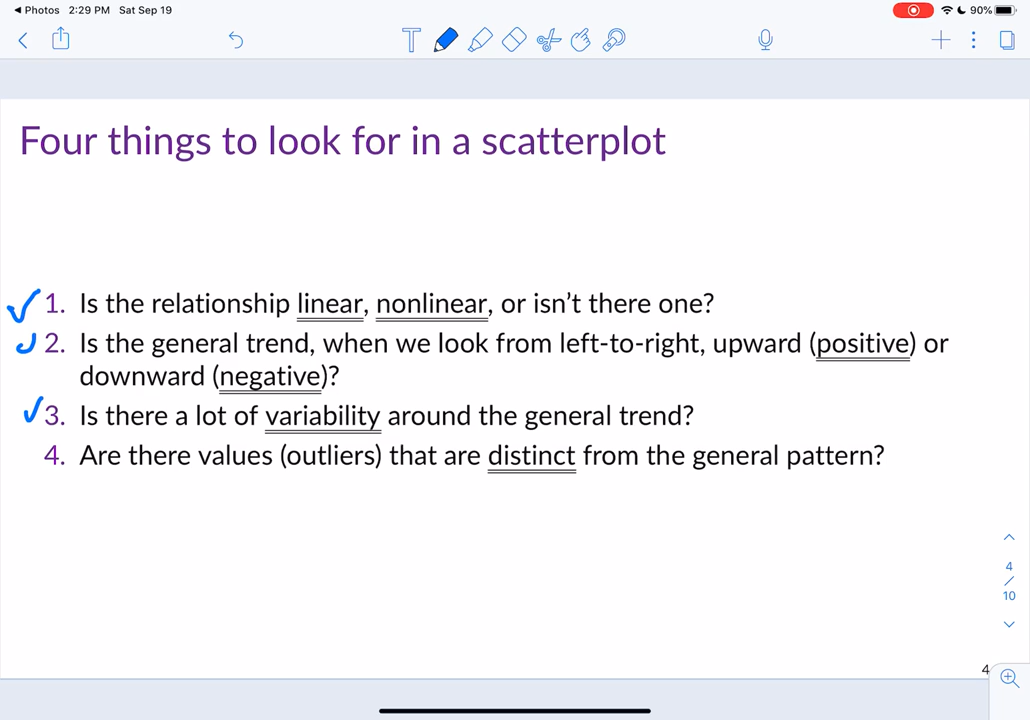 Photos 2:29 PM Sat Sep 19 90%
T
Four things to look for in a scatterplot
1. Is the relationship linear, nonlinear, or isn’t there one?
2. Is the general trend, when we look from left-to-right, upward (positive) or
downward (negative)?
3. Is there a lot of variability around the general trend?
4. Are there values (outliers) that are distinct from the general pattern?
4
/
10
4